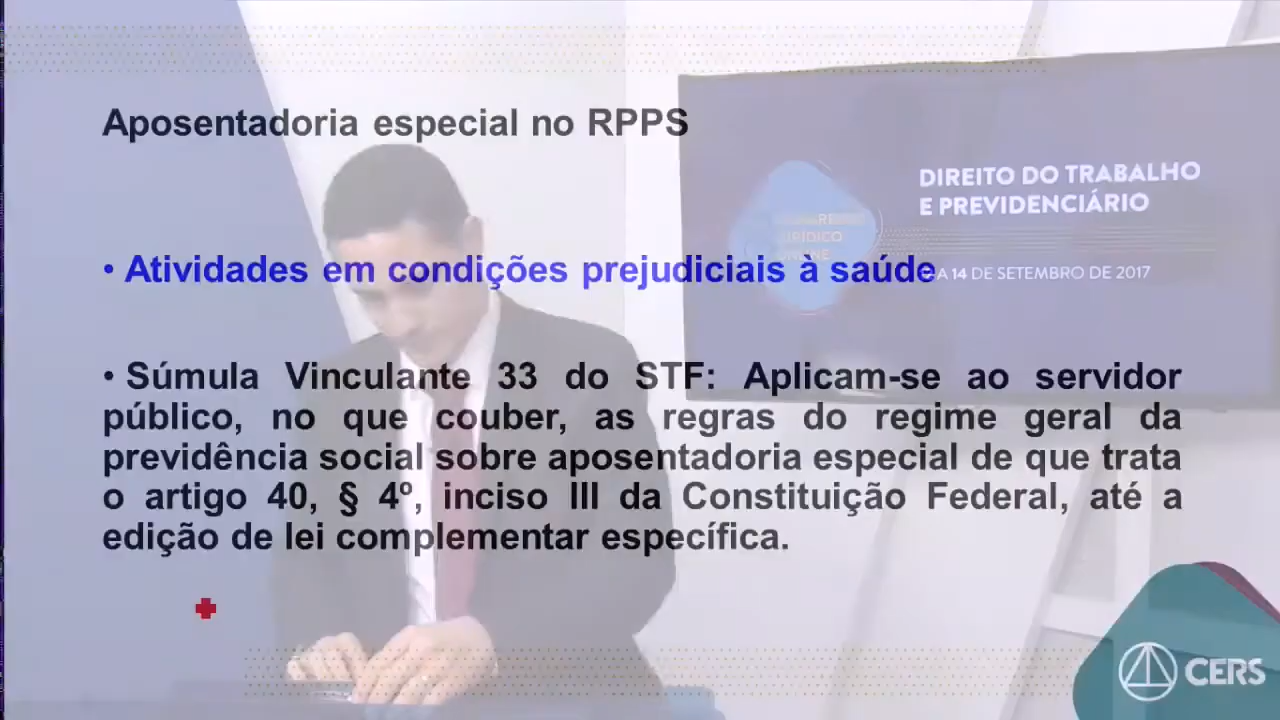 Aposentadoria especial no RPPS
DIREITO DO TRABALHO
E PREVIDENCIÁRIO
JURÍDICO
ONLINE
• Atividades em condições prejudiciais à saúde
14 DE SETEMBRO DE 2017
• Súmula Vinculante 33 do STF: Aplicam-se ao servidor
público, no que couber, as regras do regime geral da
previdência social sobre aposentadoria especial de que trata
o artigo 40, § 4º, inciso III da Constituição Federal, até a
edição de lei complementar específica.
CERS